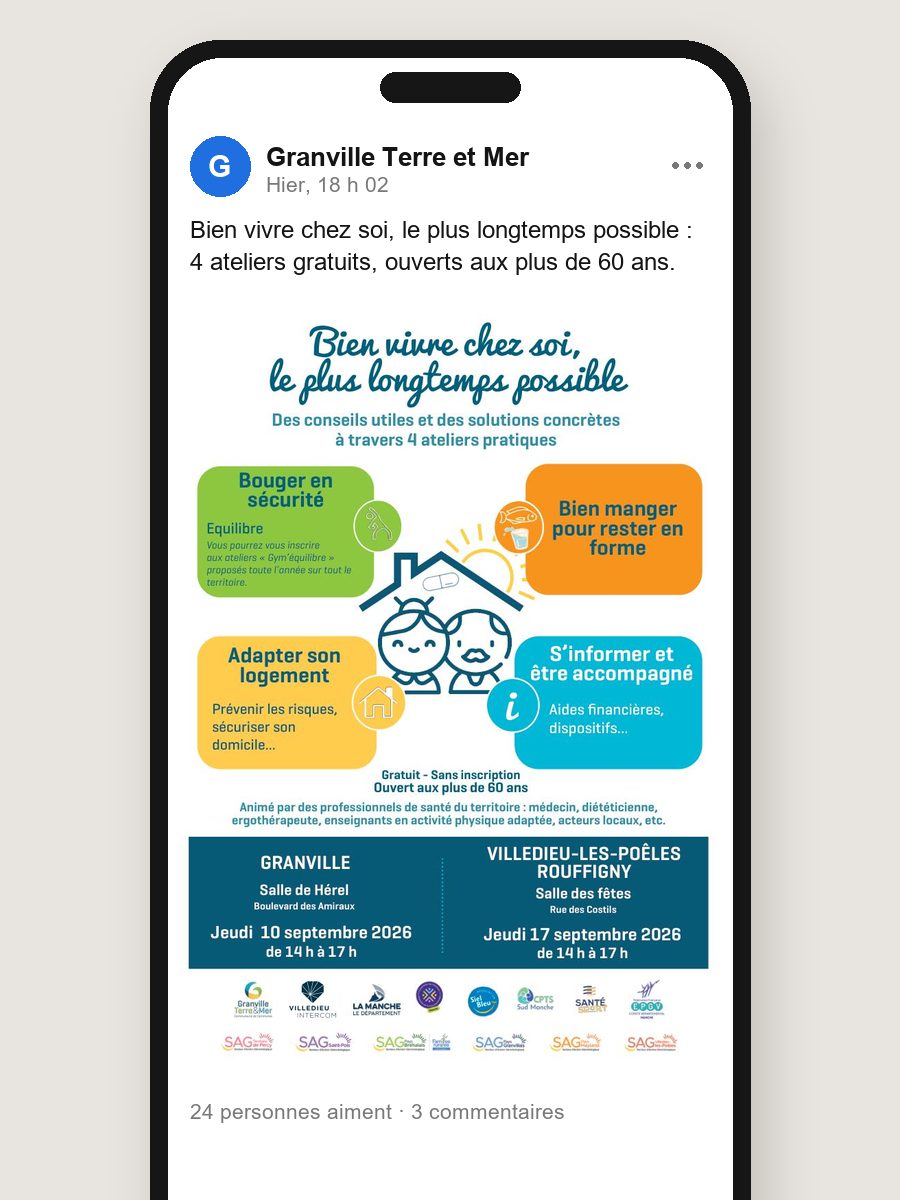 G
Granville Terre et Mer
Hier, 18 h 02
Bien vivre chez soi, le plus longtemps possible :
4 ateliers gratuits, ouverts aux plus de 60 ans.
Bien vivre chez soi,
le plus longtemps possible
Des conseils utiles et des solutions concrètes
à travers 4 ateliers pratiques
Bouger en
sécurité
Equilibre
Vous pourrez vous inscrire
aux ateliers « Gym'équilibre »
proposés toute l'année sur tout le
territoire.
Bien manger
pour rester en
forme
Adapter son
logement
Prévenir les risques,
sécuriser son
domicile...
S'informer et
être accompagné
i
Aides financières,
dispositifs...
Gratuit - Sans inscription
Ouvert aux plus de 60 ans
Animé par des professionnels de santé du territoire : médecin, diététicienne,
ergothérapeute, enseignants en activité physique adaptée, acteurs locaux, etc.
GRANVILLE
Salle de Hérel
Boulevard des Amiraux
Jeudi 10 septembre 2026
de 14 h à 17 h
VILLEDIEU-LES-POÊLES
ROUFFIGNY
Salle des fêtes
Rue des Costils
Jeudi 17 septembre 2026
de 14 h à 17 h
Granville
Terre&Mer
VILLEDIEU
INTERCOM
LA MANCHE
LE DÉPARTEMENT
Siel
Bleu
CPTS
Sud Manche
SANTÉ
SAG
SAG
SAG
SAG
SAG
SAG
24 personnes aiment · 3 commentaires